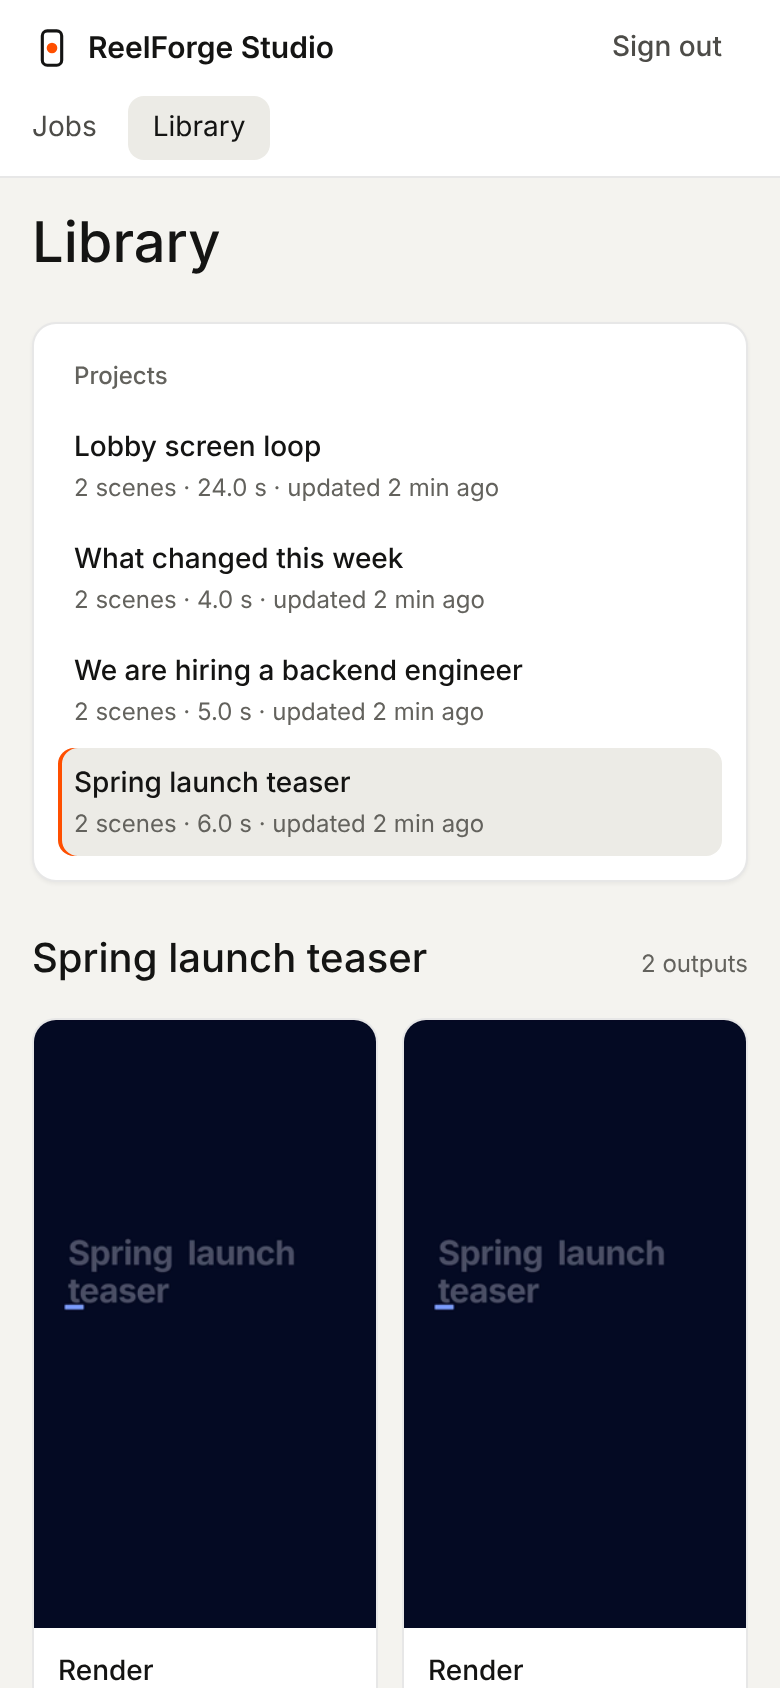 ReelForge Studio
Sign out
Jobs
Library
Library
Projects
Lobby screen loop
2 scenes · 24.0 s · updated 2 min ago
What changed this week
2 scenes · 4.0 s · updated 2 min ago
We are hiring a backend engineer
2 scenes · 5.0 s · updated 2 min ago
Spring launch teaser
2 scenes · 6.0 s · updated 2 min ago
Spring launch teaser
2 outputs
Spring launch
teaser
Spring launch
teaser
Render
Render